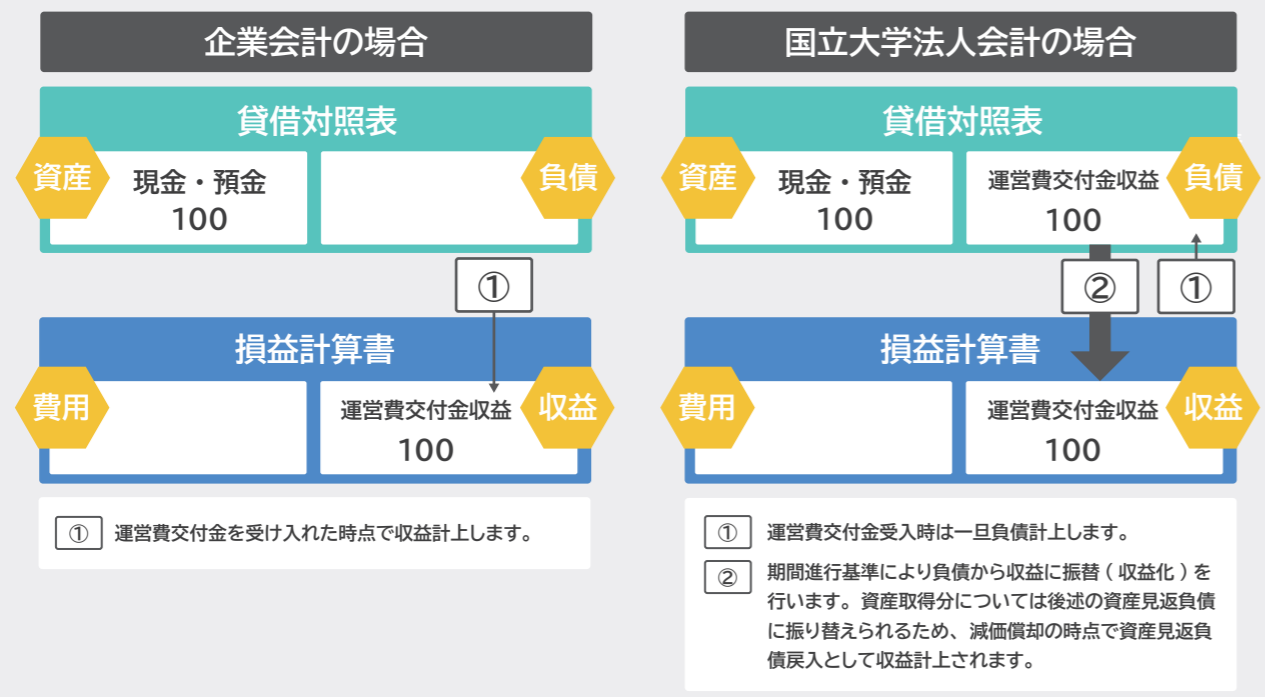 企業会計の場合
貸借対照表
資産
現金・預金
100
負債
①
損益計算書
費用
運営費交付金収益
100
収益
① 運営費交付金を受け入れた時点で収益計上します。
国立大学法人会計の場合
貸借対照表
資産
現金・預金
100
運営費交付金収益
100
負債
②
①
損益計算書
費用
運営費交付金収益
100
収益
① 運営費交付金受入時は一旦負債計上します。
② 期間進行基準により負債から収益に振替(収益化)を
行います。資産取得分については後述の資産見返負債
に振り替えられるため、減価償却の時点で資産見返負
債戻入として収益計上されます。